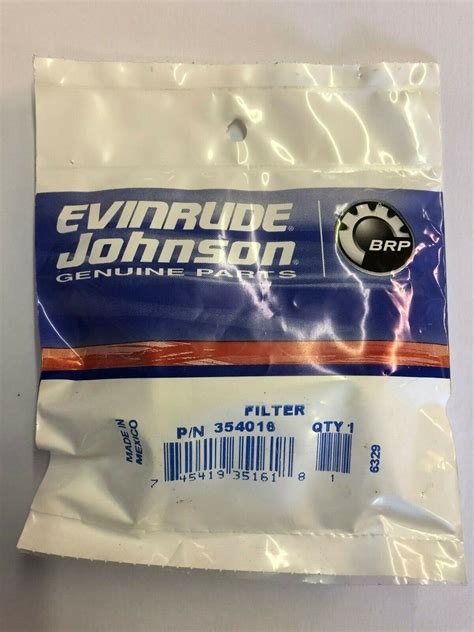 EVINRUDE®
Johnson®
GENUINE PARTS
BRP
FILTER
P/N 354016 QTY 1
MADE IN
MEXICO
7 45419 35161 8 1
6329